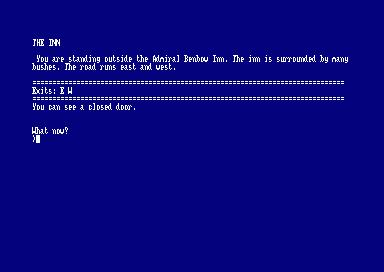 THE INN
You are standing outside the Admiral Benbow Inn. The inn is surrounded by many
bushes. The road runs east and west.
================================================================================
Exits: E W
================================================================================
You can see a closed door.
What now?
>